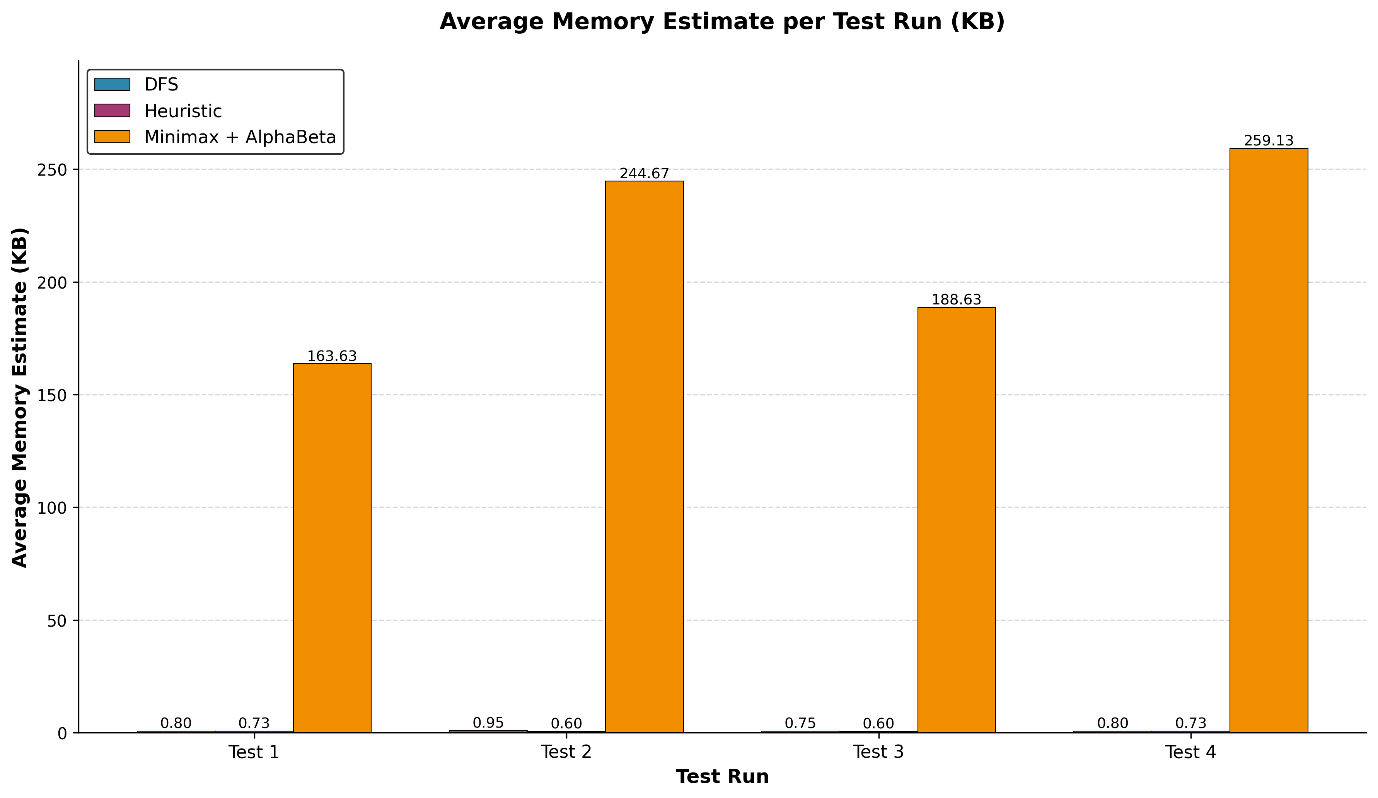 Average Memory Estimate per Test Run (KB)
DFS
Heuristic
Minimax + AlphaBeta
Average Memory Estimate (KB)
250
200
150
100
50
0
0.80
0.73
163.63
0.95
0.60
244.67
0.75
0.60
188.63
0.80
0.73
259.13
Test 1
Test 2
Test 3
Test 4
Test Run